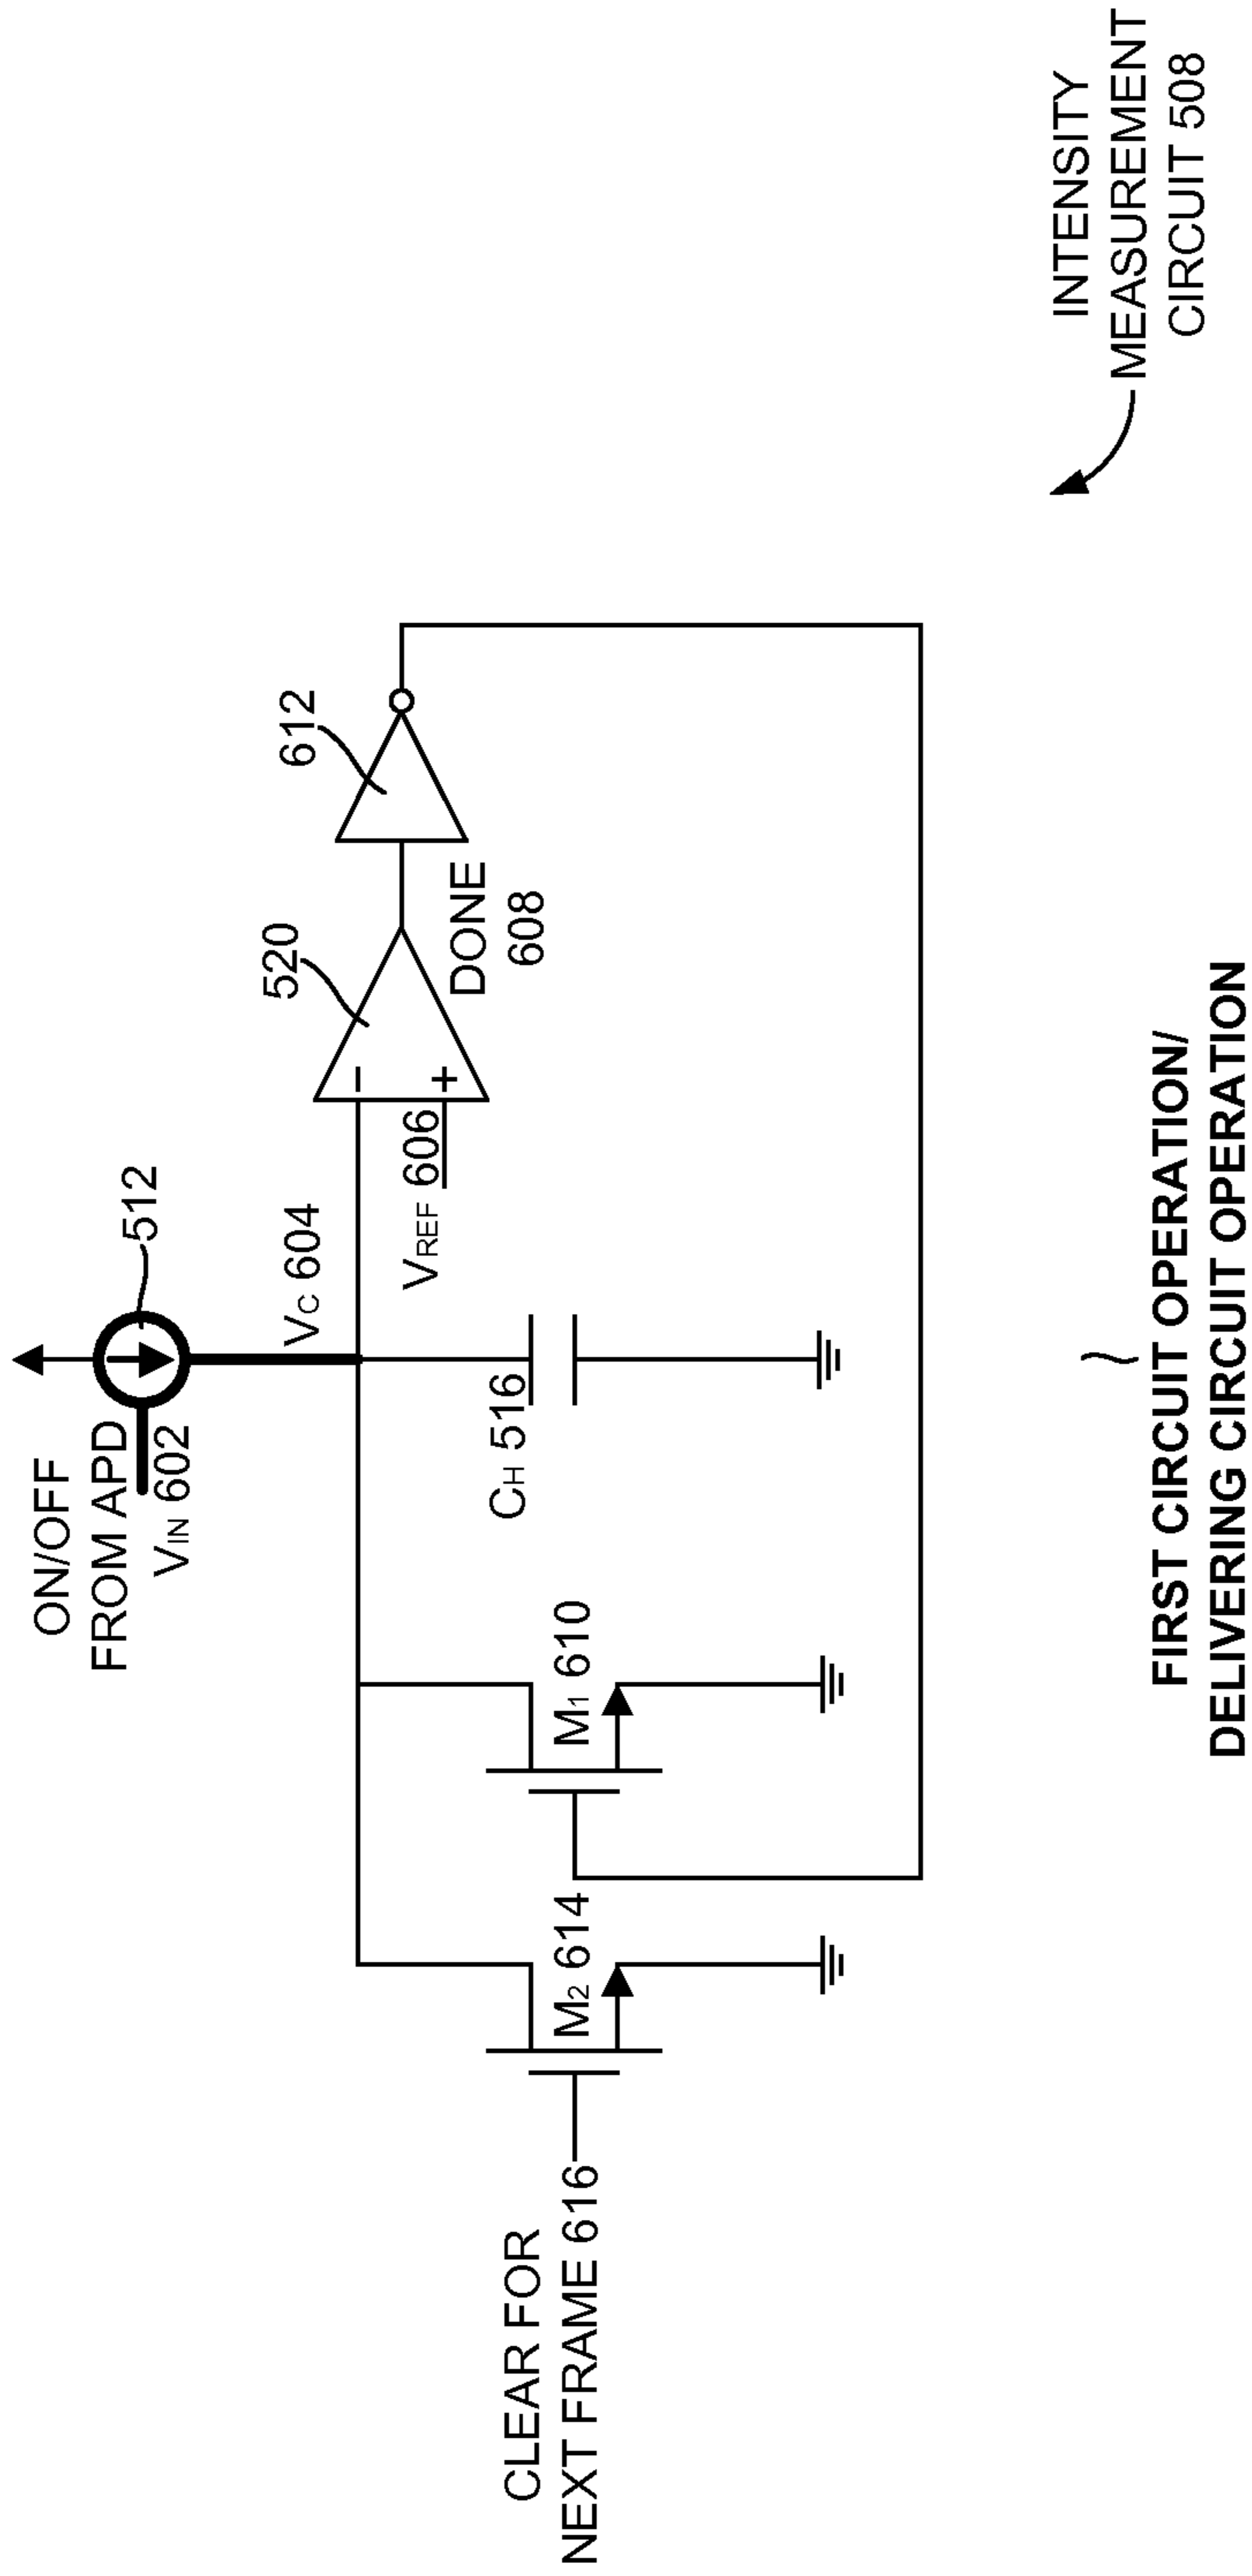 ON/OFF
FROM APD
VIN 602
512
VC 604
VREF 606
520
612
DONE
608
CH 516
M1 610
M2 614
CLEAR FOR
NEXT FRAME 616
INTENSITY
MEASUREMENT
CIRCUIT 508
FIRST CIRCUIT OPERATION/
DELIVERING CIRCUIT OPERATION